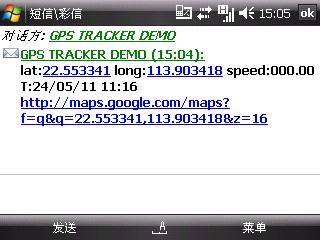 短信\彩信 15:05 ok
对话方: GPS TRACKER DEMO
GPS TRACKER DEMO (15:04):
lat:22.553341 long:113.903418 speed:000.00
T:24/05/11 11:16
http://maps.google.com/maps?
f=q&q=22.553341,113.903418&z=16
发送 菜单